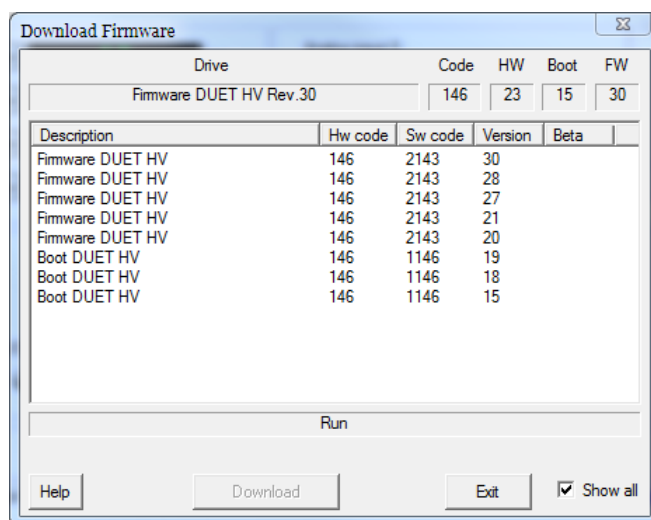 Download Firmware
Drive Code HW Boot FW
Firmware DUET HV Rev.30 146 23 15 30
Description Hw code Sw code Version Beta
Firmware DUET HV 146 2143 30
Firmware DUET HV 146 2143 28
Firmware DUET HV 146 2143 27
Firmware DUET HV 146 2143 21
Firmware DUET HV 146 2143 20
Boot DUET HV 146 1146 19
Boot DUET HV 146 1146 18
Boot DUET HV 146 1146 15
Run
Help Download Exit Show all